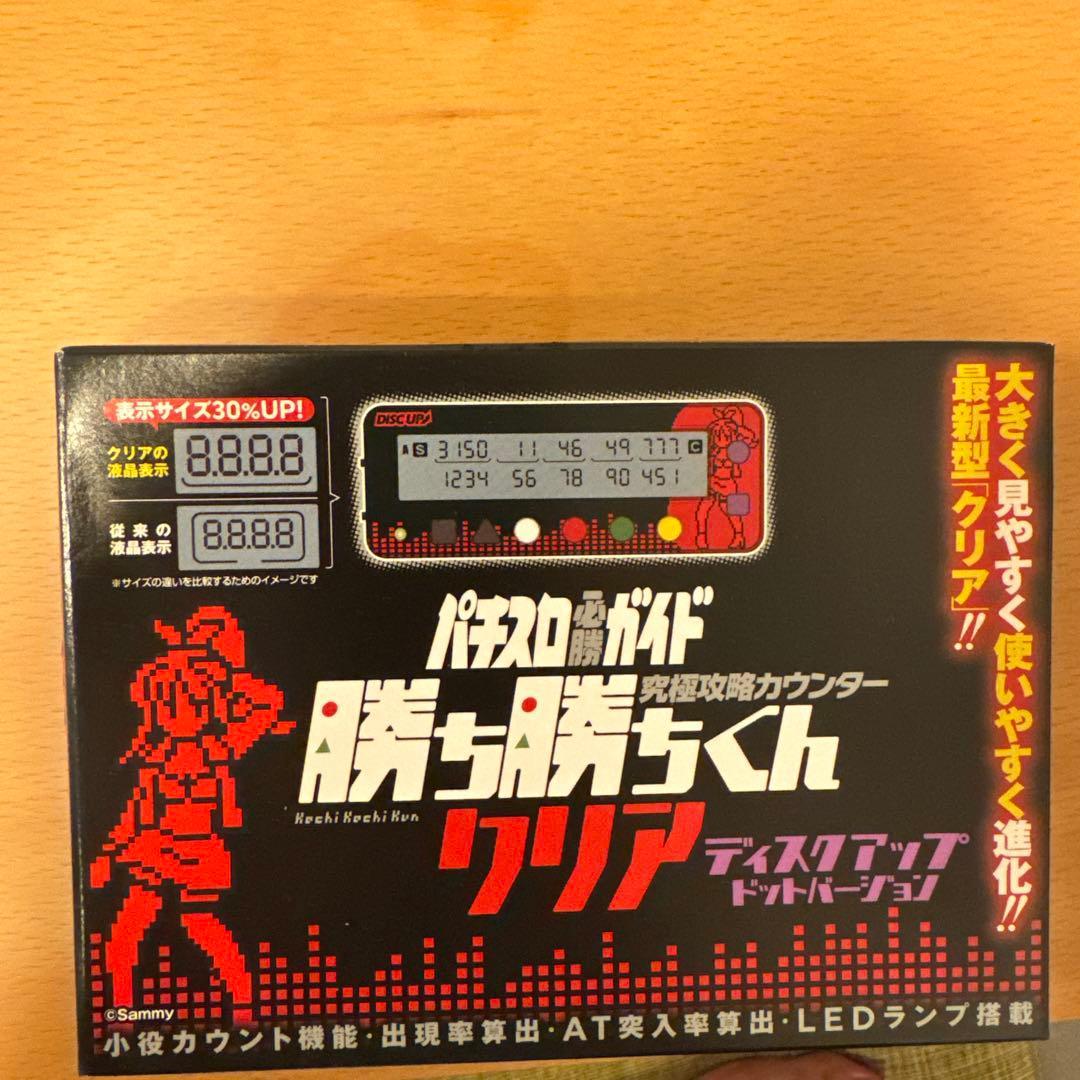 表示サイズ30%UP!
クリアの
液晶表示
8.8.8.8
従来の
液晶表示
8.8.8.8
※サイズの違いを比較するためのイメージです
DISC UP
A S 3150 11 46 49 777 C
1234 56 78 90 451
大きく見やすく使いやすく進化!!
最新型「クリア」!!
パチスロ必勝ガイド
究極攻略カウンター
勝ち勝ちくん
Kachi Kachi Kun
クリア
ディスクアップ
ドットバージョン
©Sammy
小役カウント機能・出現率算出・AT突入率算出・LEDランプ搭載